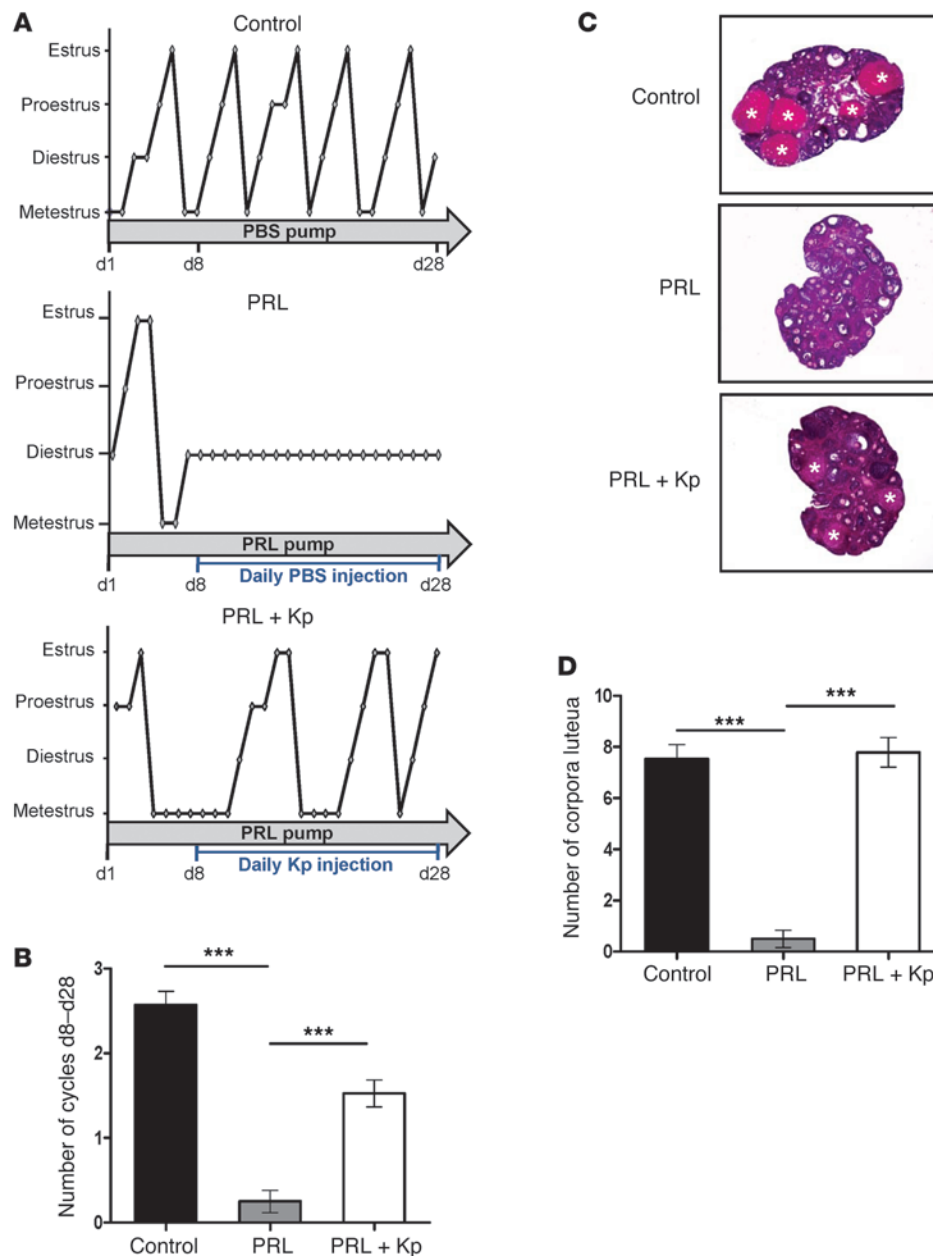 A
Control
Estrus
Proestrus
Diestrus
Metestrus
PBS pump
d1
d8
d28
PRL
Estrus
Proestrus
Diestrus
Metestrus
PRL pump
Daily PBS injection
d1
d8
d28
PRL + Kp
Estrus
Proestrus
Diestrus
Metestrus
PRL pump
Daily Kp injection
d1
d8
d28
B
Number of cycles d8–d28
3
2
1
0
***
***
Control
PRL
PRL + Kp
C
Control
* * * * *
PRL
PRL + Kp
* * *
D
Number of corpora luteua
10
8
6
4
2
0
***
***
Control
PRL
PRL + Kp